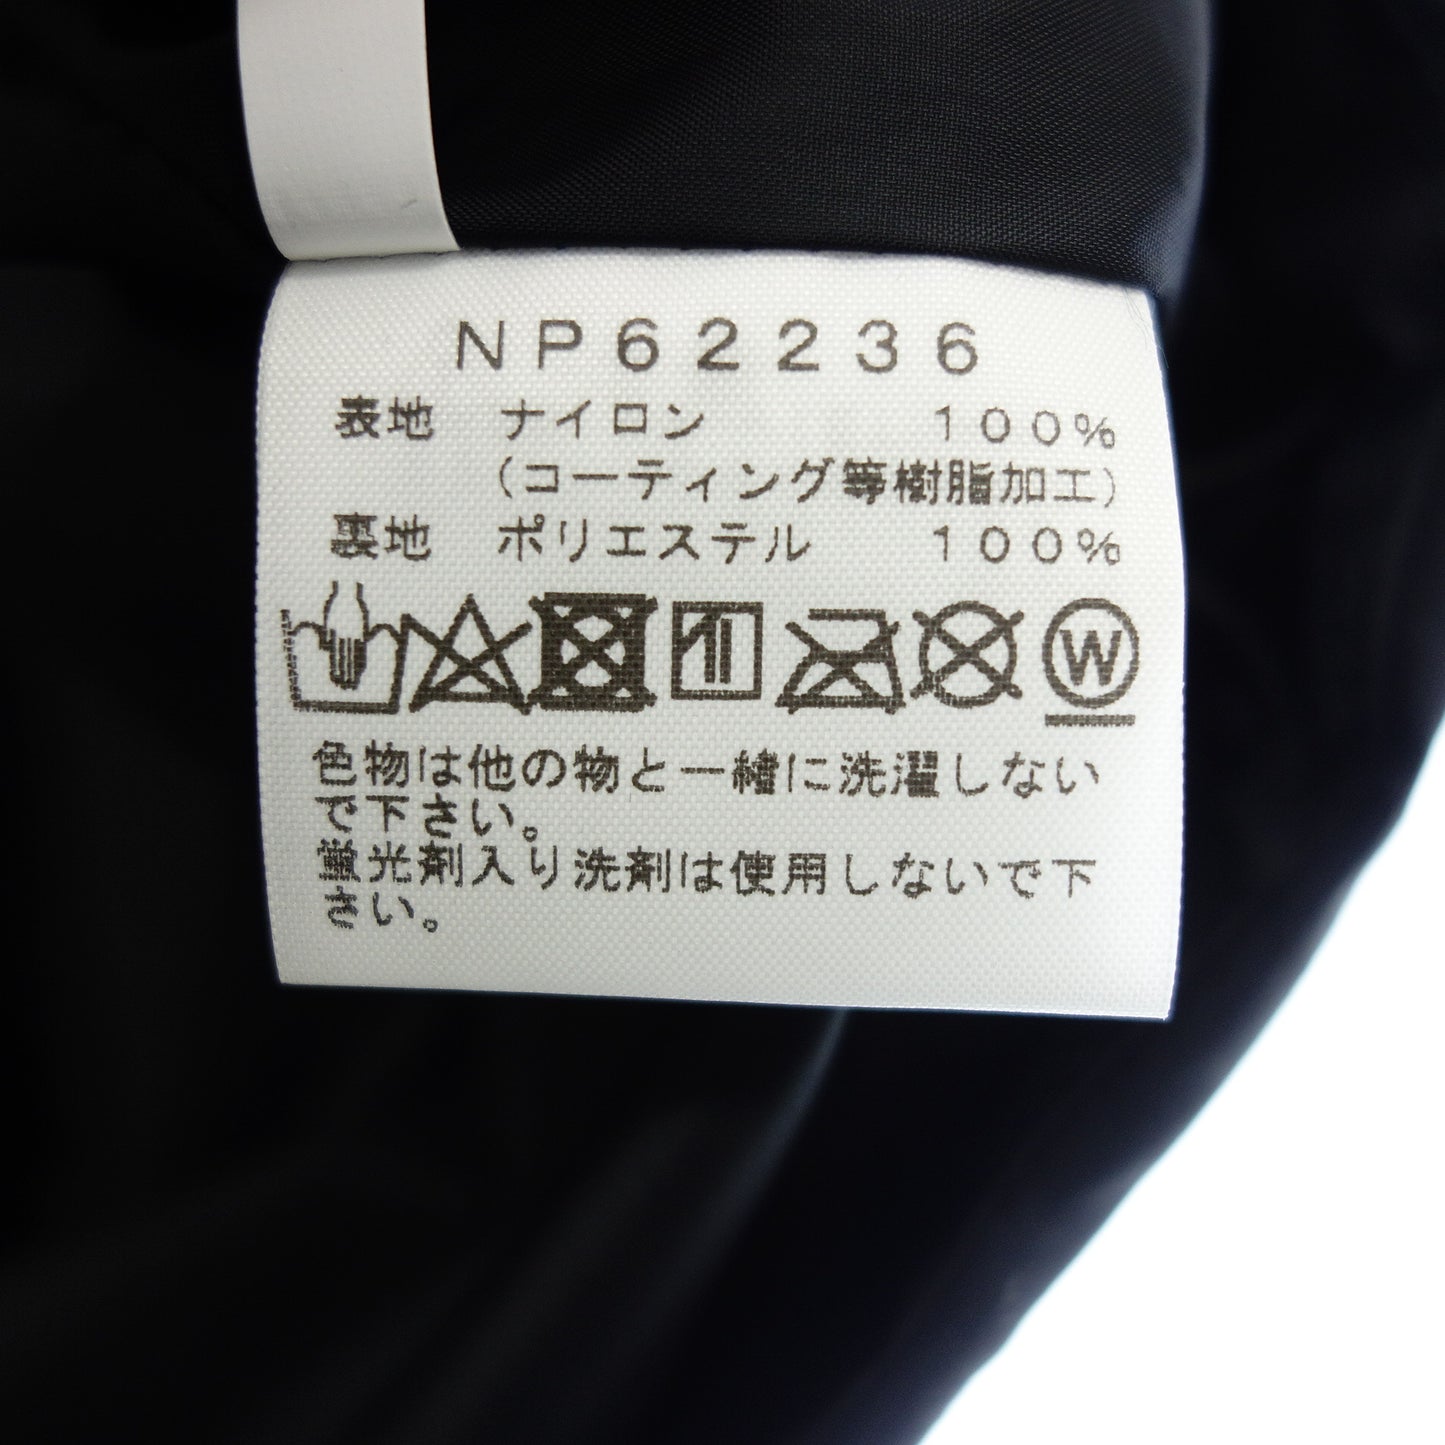 NP62236
表地 ナイロン 100%
(コーティング等樹脂加工)
裏地 ポリエステル 100%
W
色物は他の物と一緒に洗濯しない
で下さい。
蛍光剤入り洗剤は使用しないで下
さい。